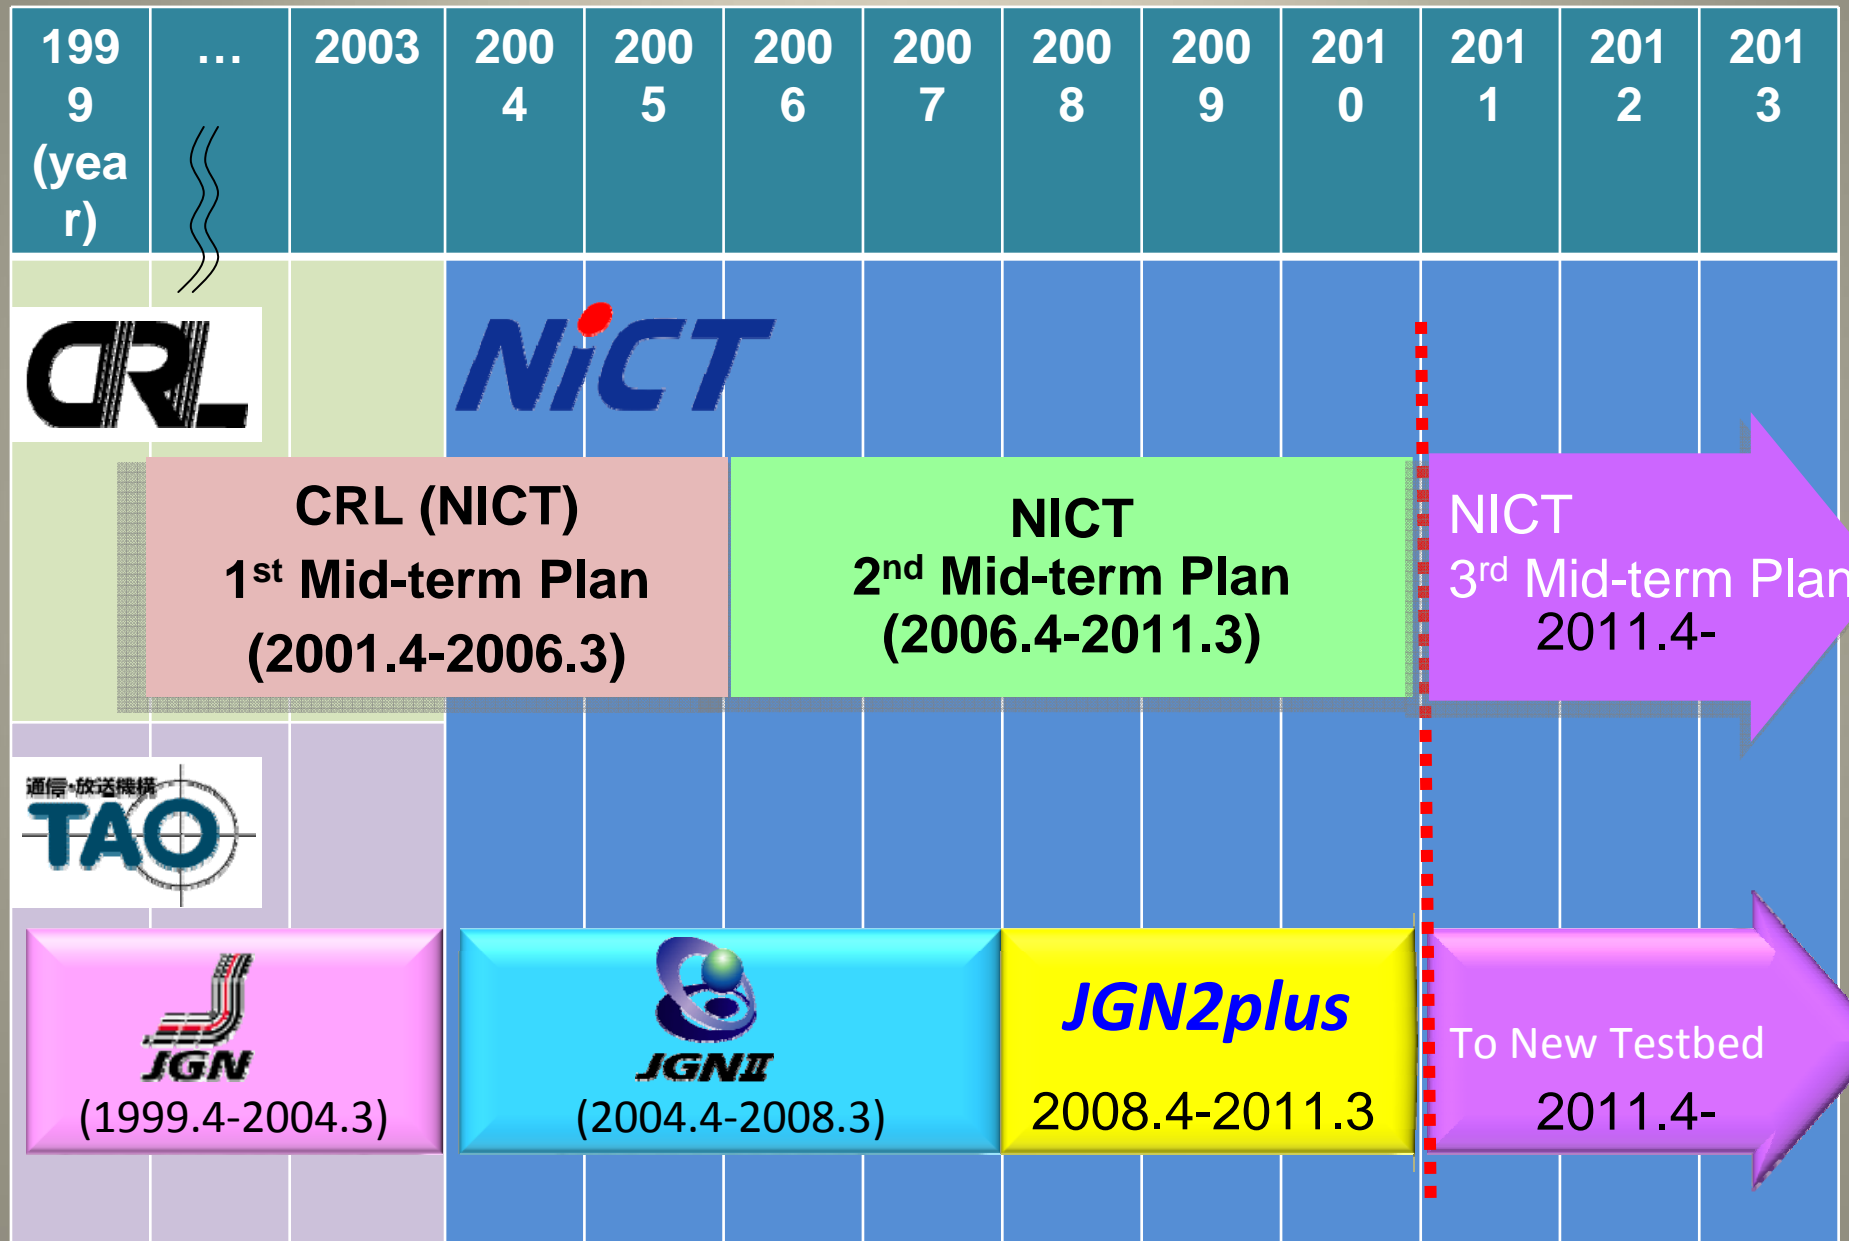 199
9
(yea
r)
...
2003
200
4
200
5
200
6
200
7
200
8
200
9
201
0
201
1
201
2
201
3
CRL
NiCT
CRL (NICT)
1st Mid-term Plan
(2001.4-2006.3)
NICT
2nd Mid-term Plan
(2006.4-2011.3)
NICT
3rd Mid-term Plan
2011.4-
通信・放送機構
TAO
JGN
(1999.4-2004.3)
JGNⅡ
(2004.4-2008.3)
JGN2plus
2008.4-2011.3
To New Testbed
2011.4-